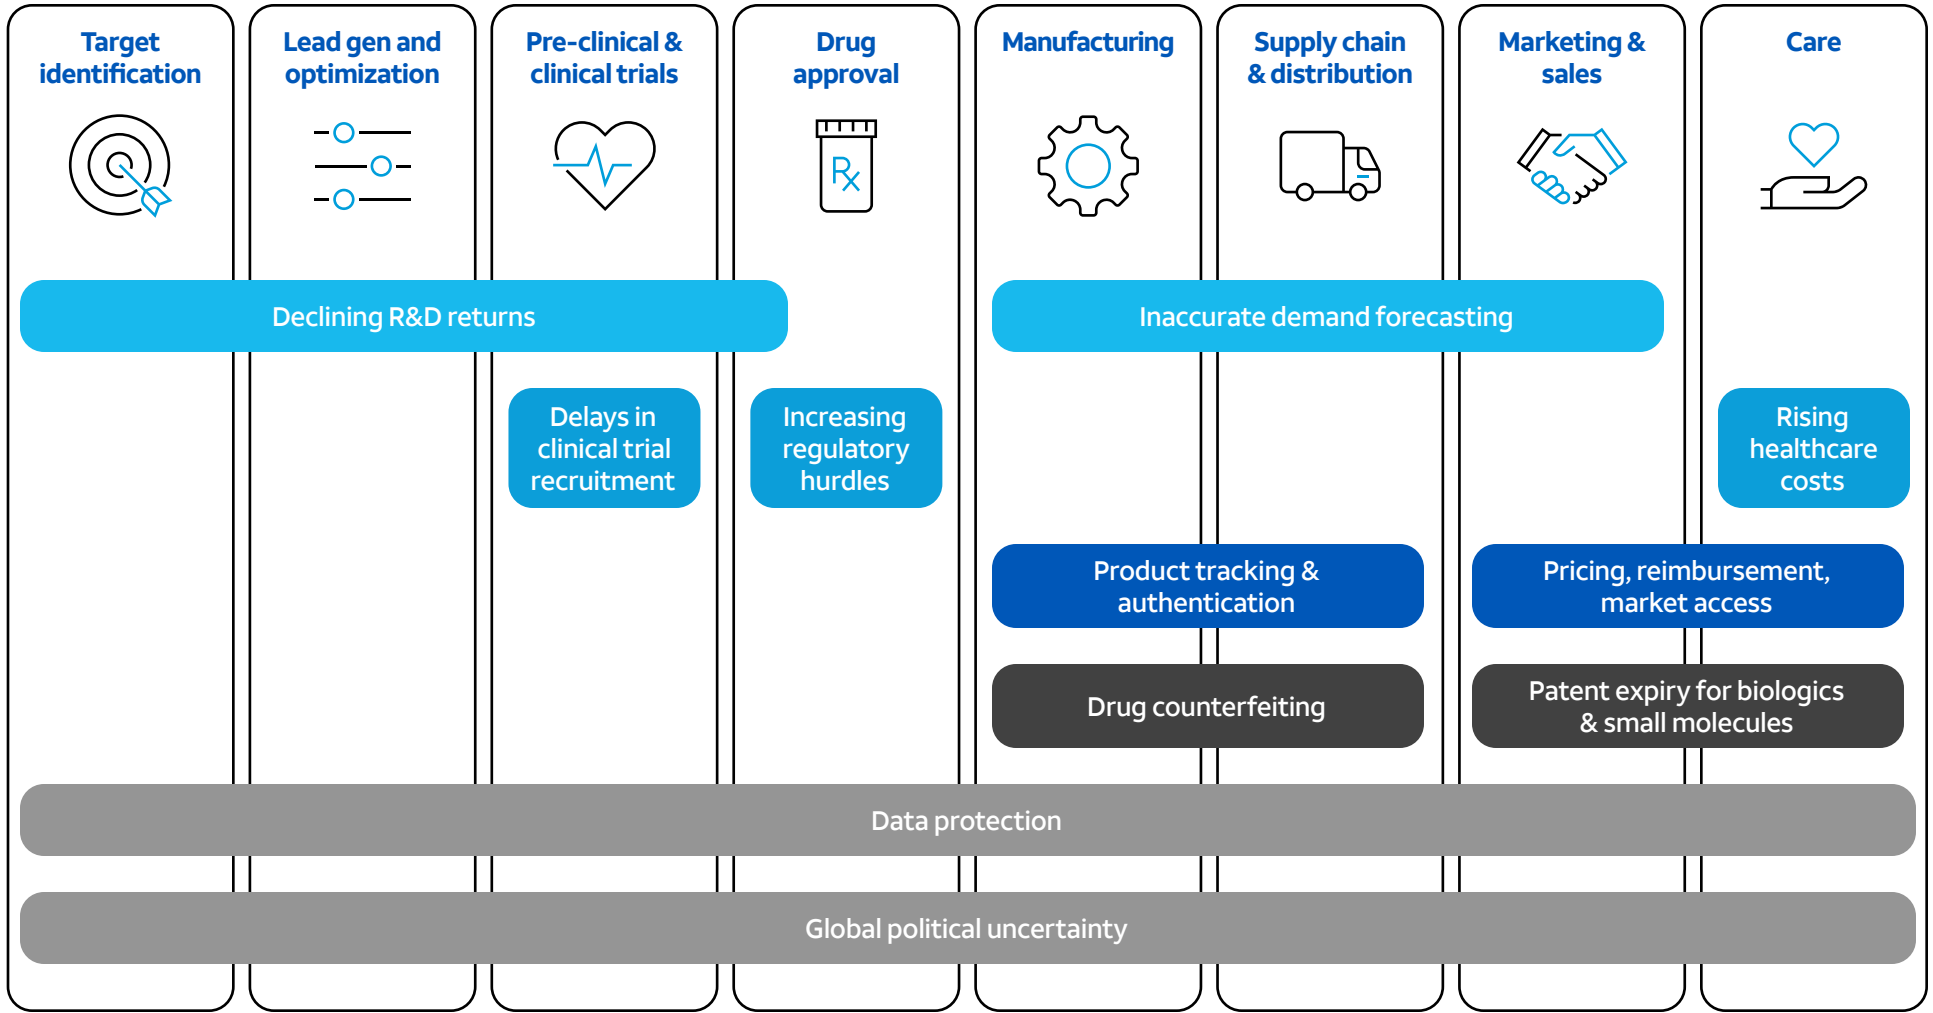 Target
identification
Lead gen and
optimization
Pre-clinical &
clinical trials
Drug
approval
Manufacturing
Supply chain
& distribution
Marketing &
sales
Care
Rx
Declining R&D returns
Inaccurate demand forecasting
Delays in
clinical trial
recruitment
Increasing
regulatory
hurdles
Rising
healthcare
costs
Product tracking &
authentication
Pricing, reimbursement,
market access
Drug counterfeiting
Patent expiry for biologics
& small molecules
Data protection
Global political uncertainty